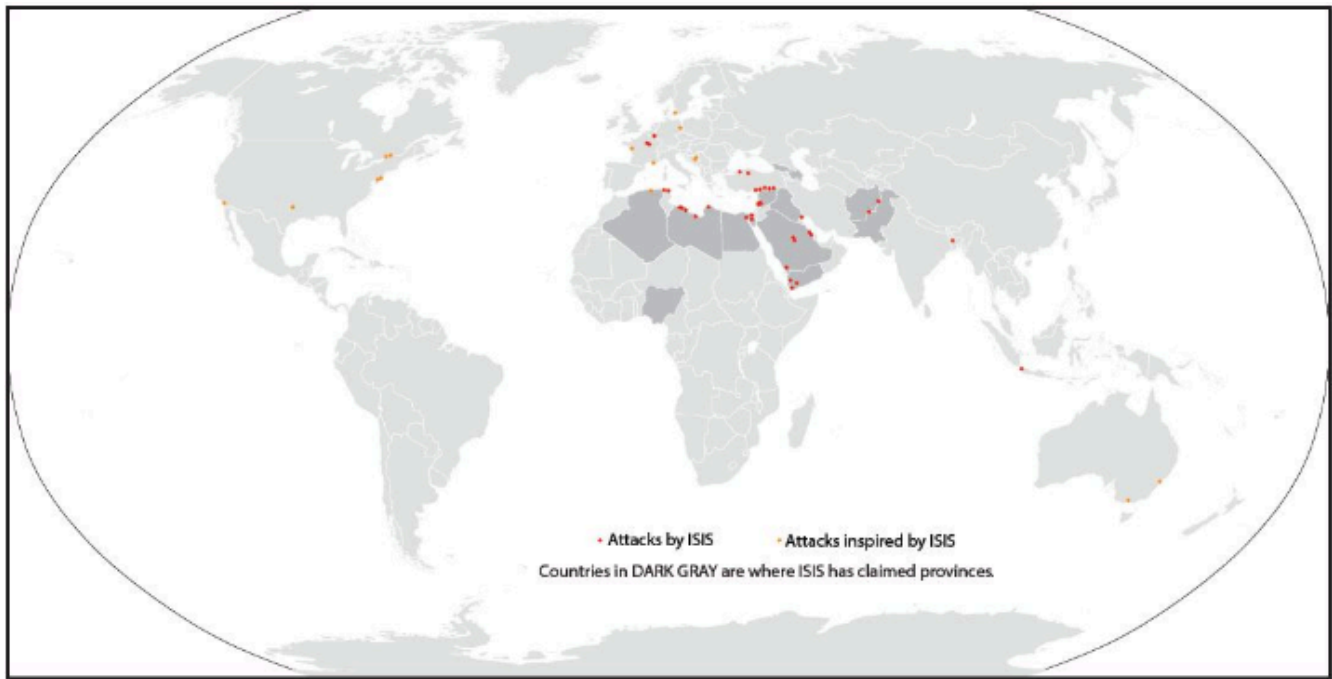 Attacks by ISIS
Attacks inspired by ISIS
Countries in DARK GRAY are where ISIS has claimed provinces.